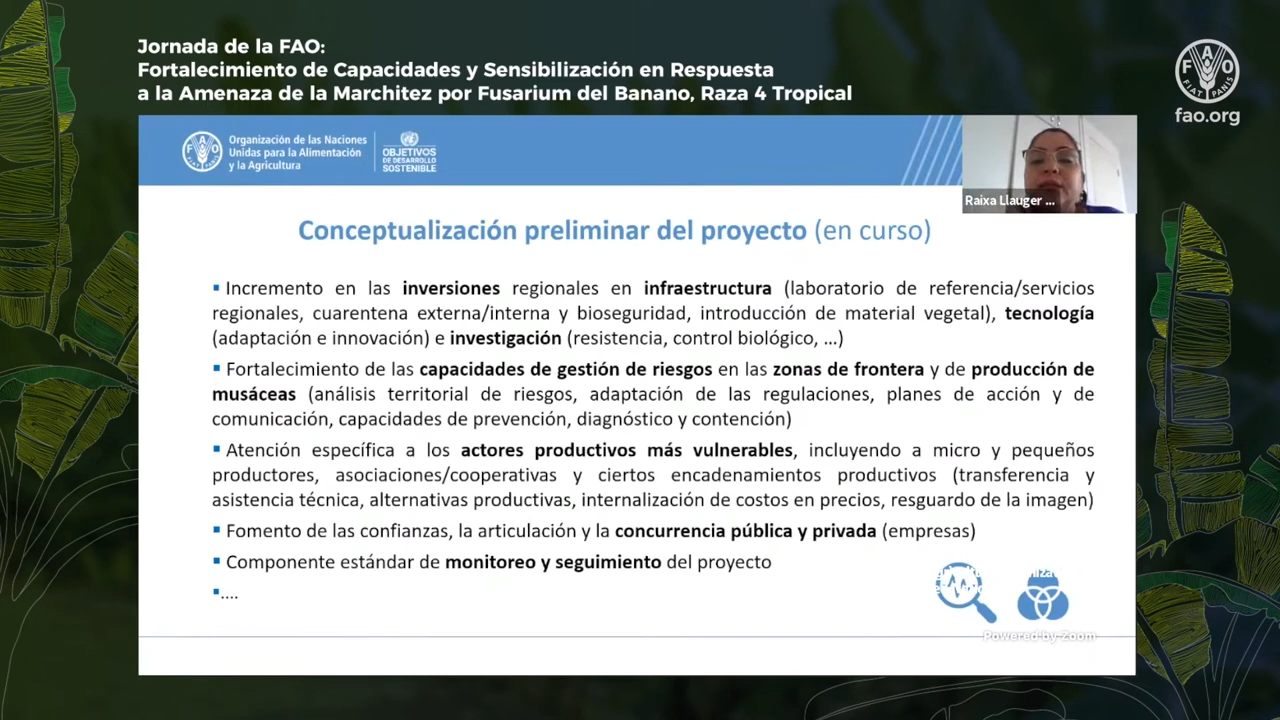 Jornada de la FAO:
Fortalecimiento de Capacidades y Sensibilización en Respuesta
a la Amenaza de la Marchitez por Fusarium del Banano, Raza 4 Tropical
FAO
FIAT PANIS
fao.org
Organización de las Naciones
Unidas para la Alimentación
y la Agricultura
OBJETIVOS
DE DESARROLLO
SOSTENIBLE
Raixa Llauger ...
Conceptualización preliminar del proyecto (en curso)
▪ Incremento en las inversiones regionales en infraestructura (laboratorio de referencia/servicios
regionales, cuarentena externa/interna y bioseguridad, introducción de material vegetal), tecnología
(adaptación e innovación) e investigación (resistencia, control biológico, ...)
▪ Fortalecimiento de las capacidades de gestión de riesgos en las zonas de frontera y de producción de
musáceas (análisis territorial de riesgos, adaptación de las regulaciones, planes de acción y de
comunicación, capacidades de prevención, diagnóstico y contención)
▪ Atención específica a los actores productivos más vulnerables, incluyendo a micro y pequeños
productores, asociaciones/cooperativas y ciertos encadenamientos productivos (transferencia y
asistencia técnica, alternativas productivas, internalización de costos en precios, resguardo de la imagen)
▪ Fomento de las confianzas, la articulación y la concurrencia pública y privada (empresas)
▪ Componente estándar de monitoreo y seguimiento del proyecto
▪....
Powered by Zoom